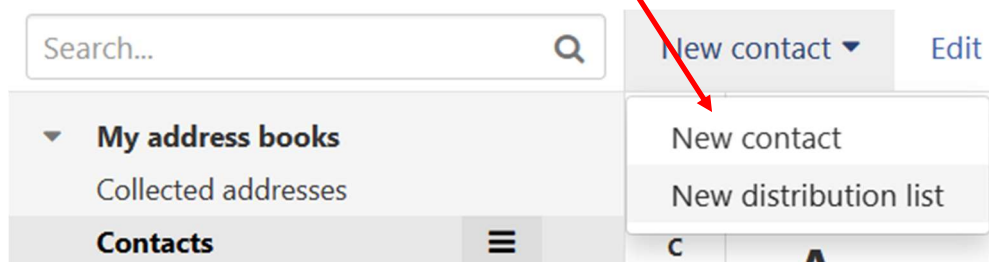 Search...
New contact
Edit
My address books
New contact
Collected addresses
New distribution list
Contacts
C
A